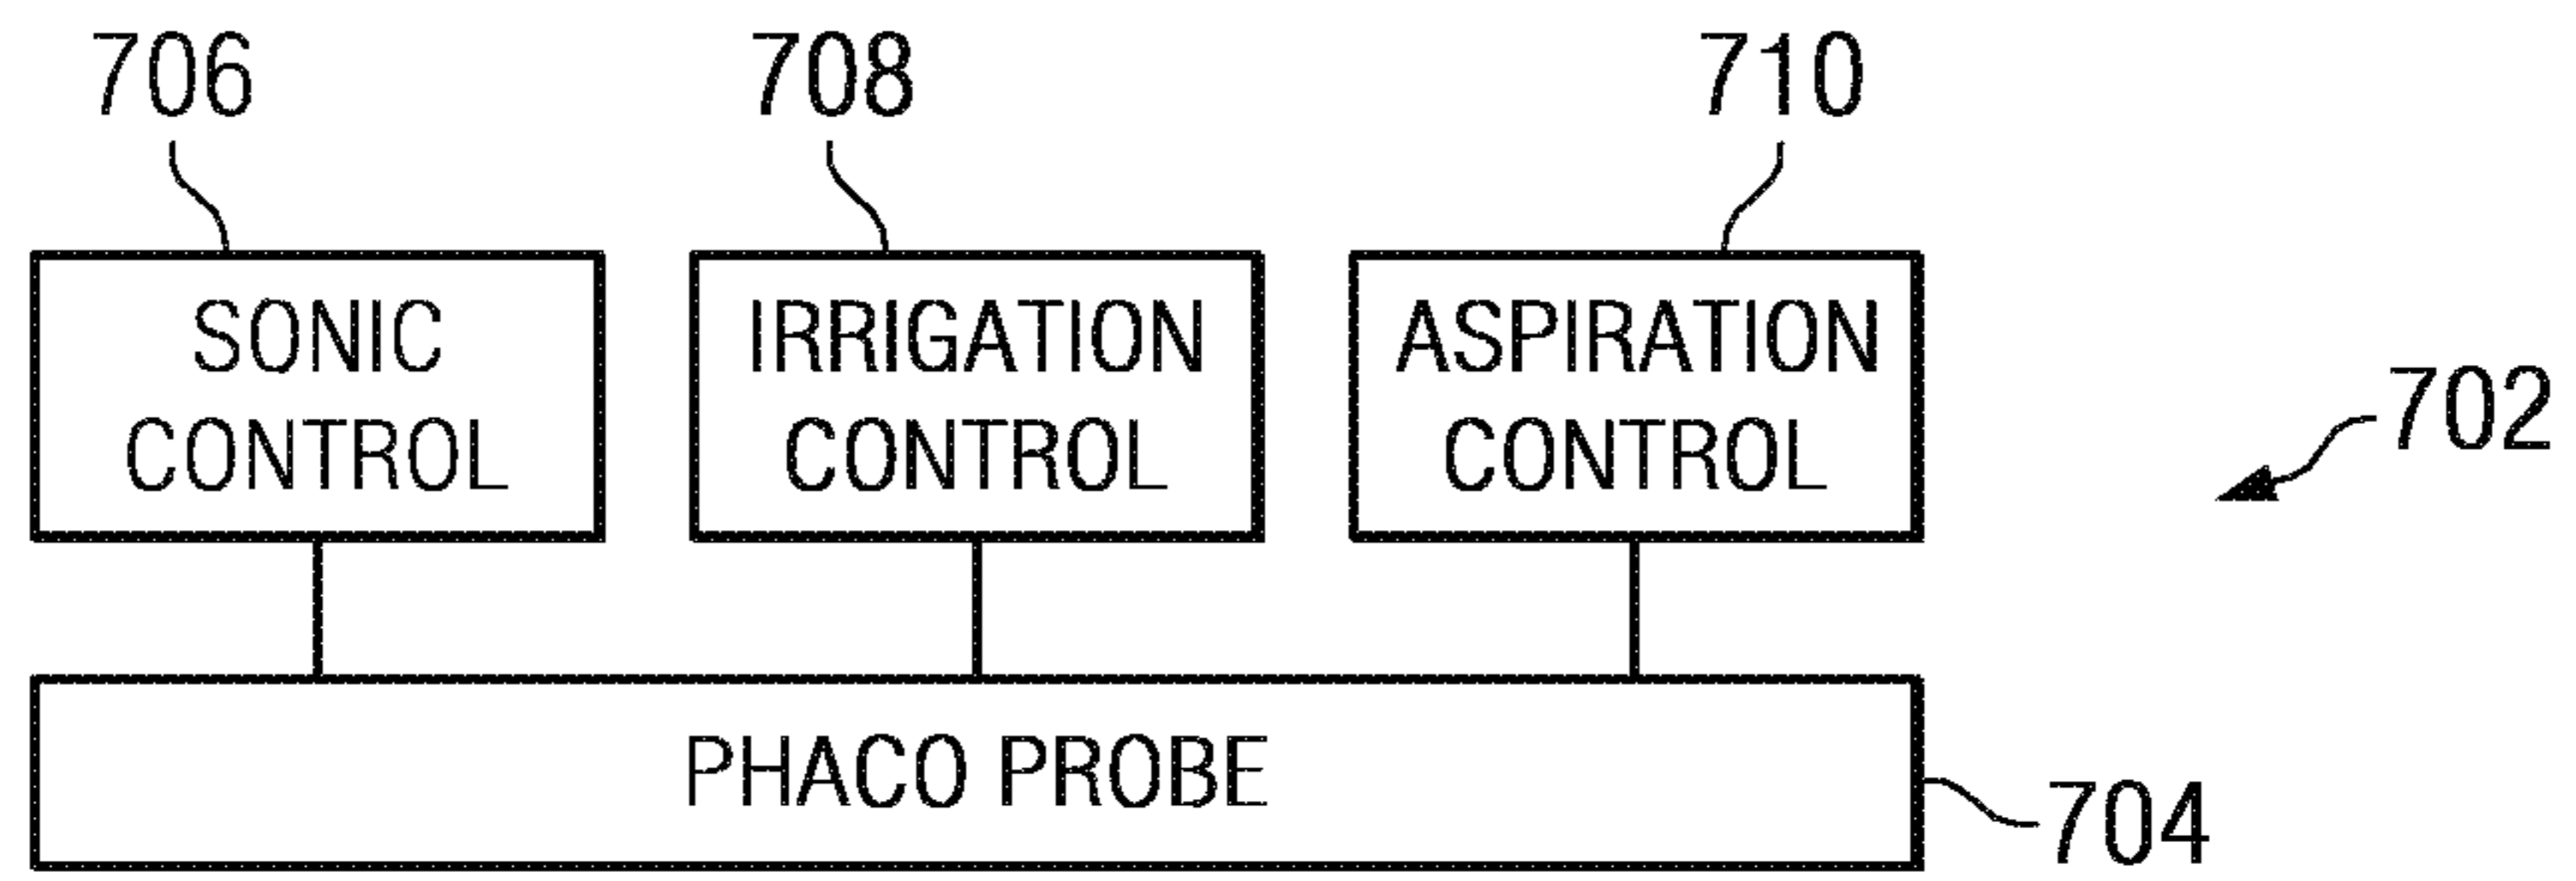 706
708
710
SONIC
CONTROL
IRRIGATION
CONTROL
ASPIRATION
CONTROL
702
PHACO PROBE
704